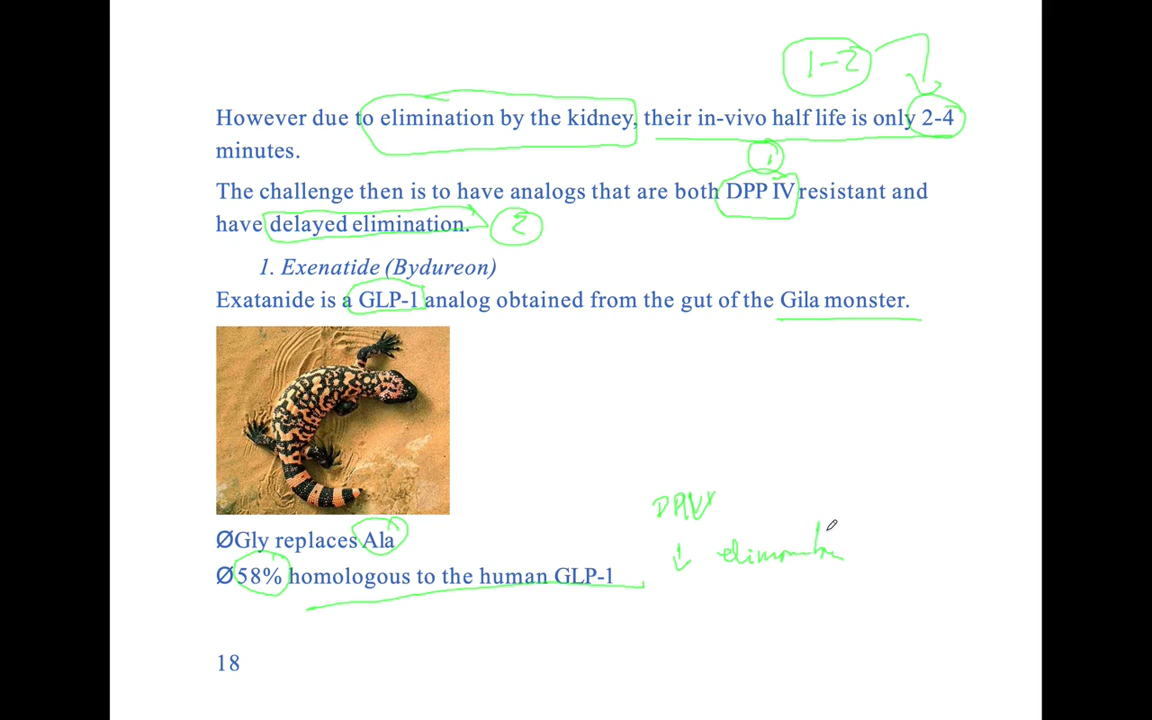 1-2
However due to elimination by the kidney, their in-vivo half life is only 2-4
minutes.
1
The challenge then is to have analogs that are both DPP IV resistant and
have delayed elimination. 2
1. Exenatide (Bydureon)
Exatanide is a GLP-1 analog obtained from the gut of the Gila monster.
ØGly replaces Ala
↓ elimination
Ø58% homologous to the human GLP-1
18